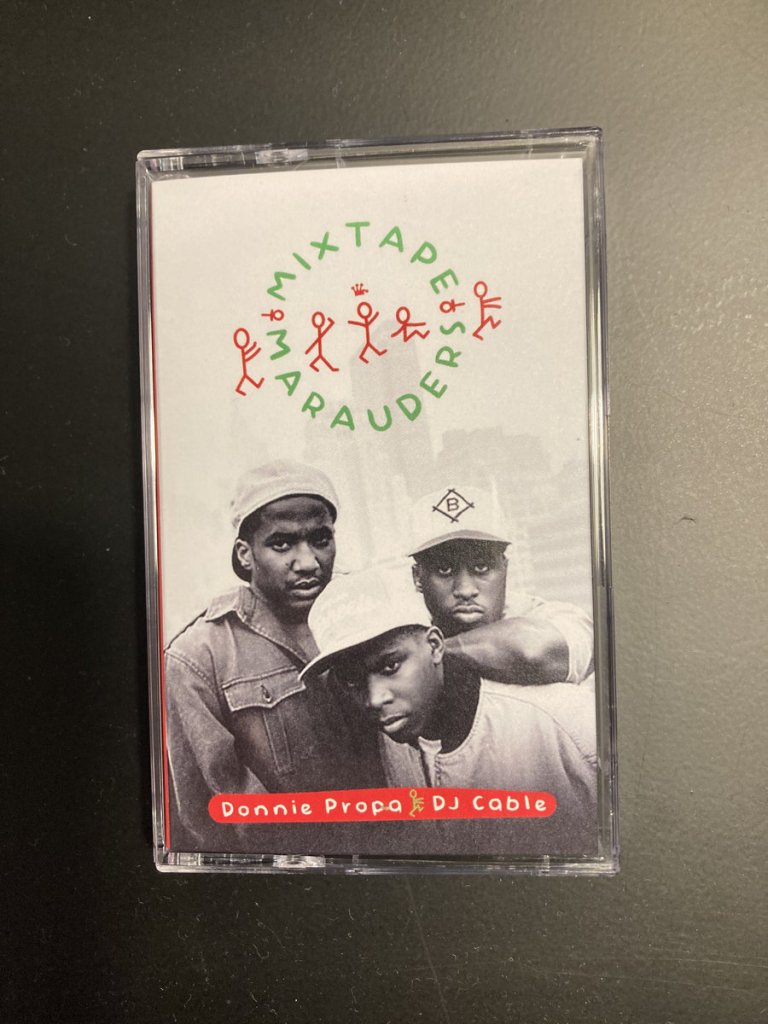 MIXTAPE
MARAUDERS
B
Donnie Propa DJ Cable